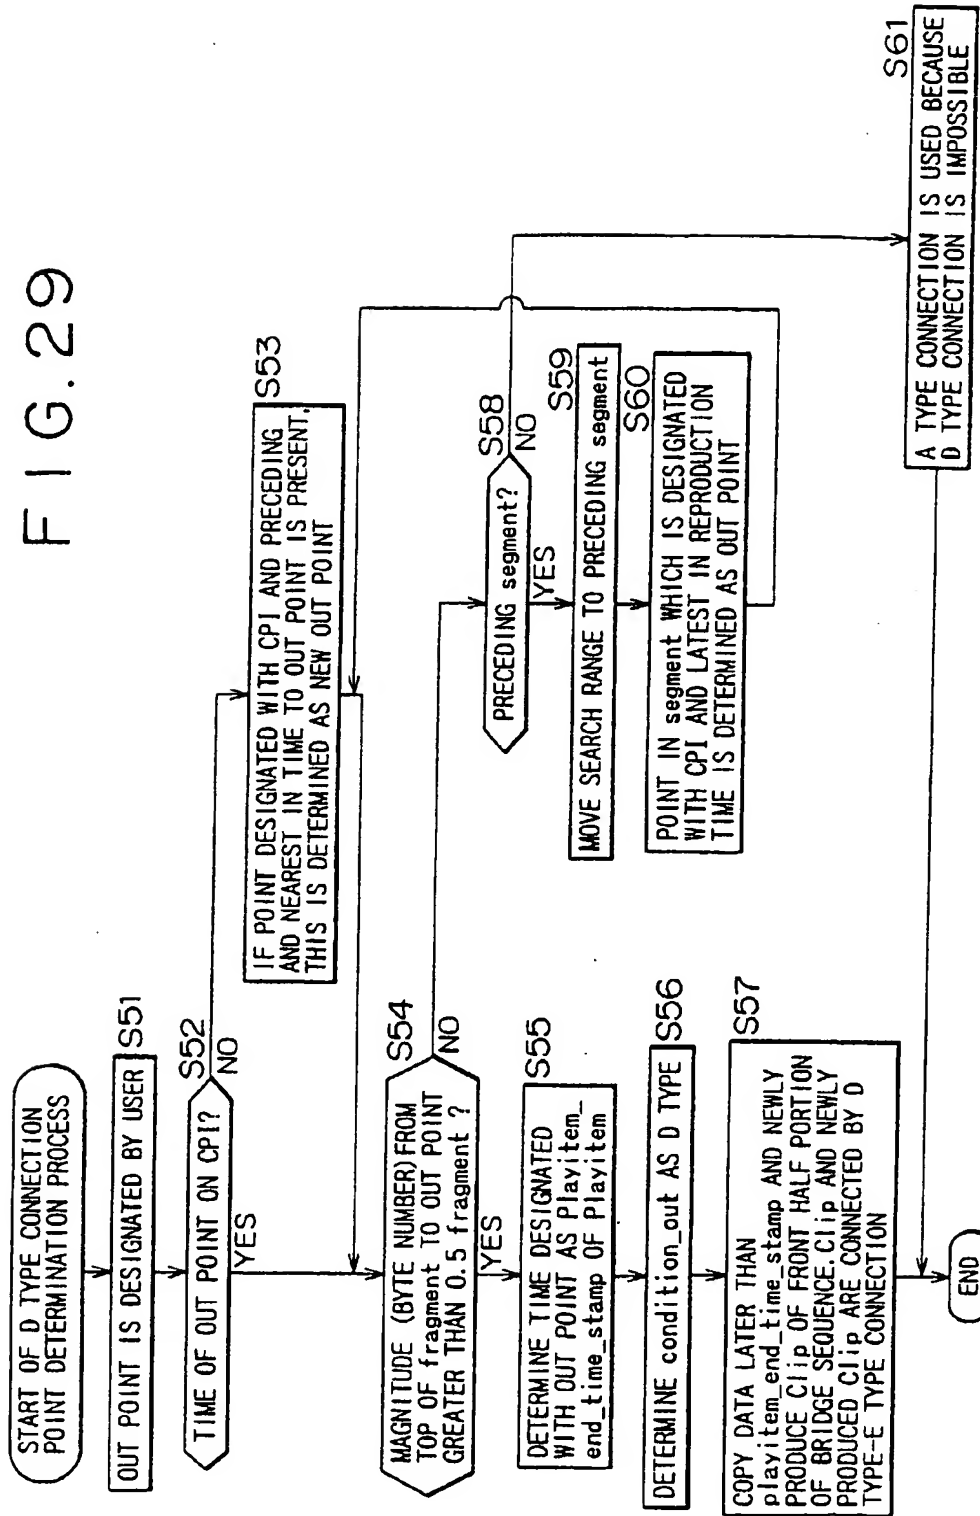 FIG.29
START OF D TYPE CONNECTION
POINT DETERMINATION PROCESS
OUT POINT IS DESIGNATED BY USER
S51
TIME OF OUT POINT ON CPI?
S52
NO
YES
IF POINT DESIGNATED WITH CPI AND PRECEDING
AND NEAREST IN TIME TO OUT POINT IS PRESENT,
THIS IS DETERMINED AS NEW OUT POINT
S53
MAGNITUDE (BYTE NUMBER) FROM
TOP OF fragment TO OUT POINT
GREATER THAN 0.5 fragment ?
S54
NO
YES
DETERMINE TIME DESIGNATED
WITH OUT POINT AS Playitem_
end_time_stamp OF Playitem
S55
DETERMINE condition_out AS D TYPE
S56
COPY DATA LATER THAN
playitem_end_time_stamp AND NEWLY
PRODUCE Clip OF FRONT HALF PORTION
OF BRIDGE SEQUENCE.Clip AND NEWLY
PRODUCED Clip ARE CONNECTED BY D
TYPE-E TYPE CONNECTION
S57
PRECEDING segment?
S58
NO
YES
MOVE SEARCH RANGE TO PRECEDING segment
S59
POINT IN segment WHICH IS DESIGNATED
WITH CPI AND LATEST IN REPRODUCTION
TIME IS DETERMINED AS OUT POINT
S60
A TYPE CONNECTION IS USED BECAUSE
D TYPE CONNECTION IS IMPOSSIBLE
S61
END